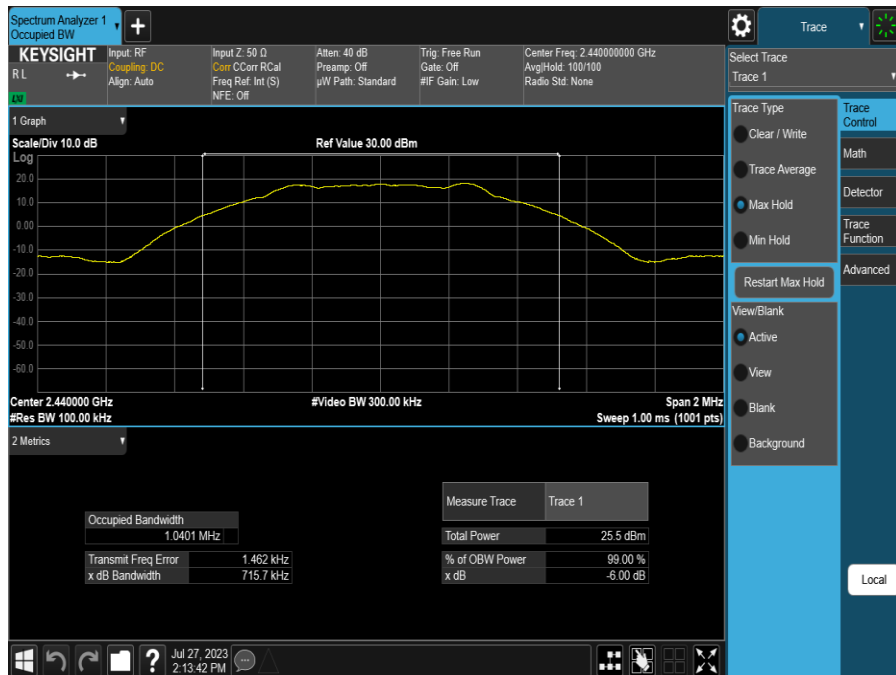 Spectrum Analyzer 1
Occupied BW
Trace
KEYSIGHT
R L
LXI
Input: RF
Coupling: DC
Align: Auto
Input Z: 50 Ω
Corr CCorr RCal
Freq Ref: Int (S)
NFE: Off
Atten: 40 dB
Preamp: Off
µW Path: Standard
Trig: Free Run
Gate: Off
#IF Gain: Low
Center Freq: 2.440000000 GHz
Avg|Hold: 100/100
Radio Std: None
Select Trace
Trace 1
1 Graph
Scale/Div 10.0 dB
Ref Value 30.00 dBm
Log
20.0
10.0
0.00
-10.0
-20.0
-30.0
-40.0
-50.0
-60.0
Center 2.440000 GHz
#Video BW 300.00 kHz
Span 2 MHz
#Res BW 100.00 kHz
Sweep 1.00 ms (1001 pts)
Trace Type
Clear / Write
Trace Average
Max Hold
Min Hold
Restart Max Hold
View/Blank
Active
View
Blank
Background
Trace
Control
Math
Detector
Trace
Function
Advanced
Local
2 Metrics
Occupied Bandwidth
1.0401 MHz
Transmit Freq Error 1.462 kHz
x dB Bandwidth 715.7 kHz
Measure Trace Trace 1
Total Power 25.5 dBm
% of OBW Power 99.00 %
x dB -6.00 dB
?
Jul 27, 2023
2:13:42 PM